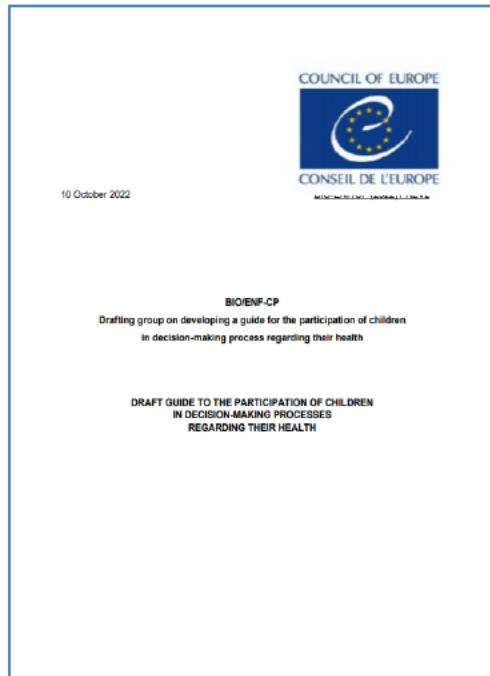 COUNCIL OF EUROPE
CONSEIL DE L'EUROPE
10 October 2022
BIO/ENF-CP
Drafting group on developing a guide for the participation of children
in decision-making process regarding their health
DRAFT GUIDE TO THE PARTICIPATION OF CHILDREN
IN DECISION-MAKING PROCESSES
REGARDING THEIR HEALTH